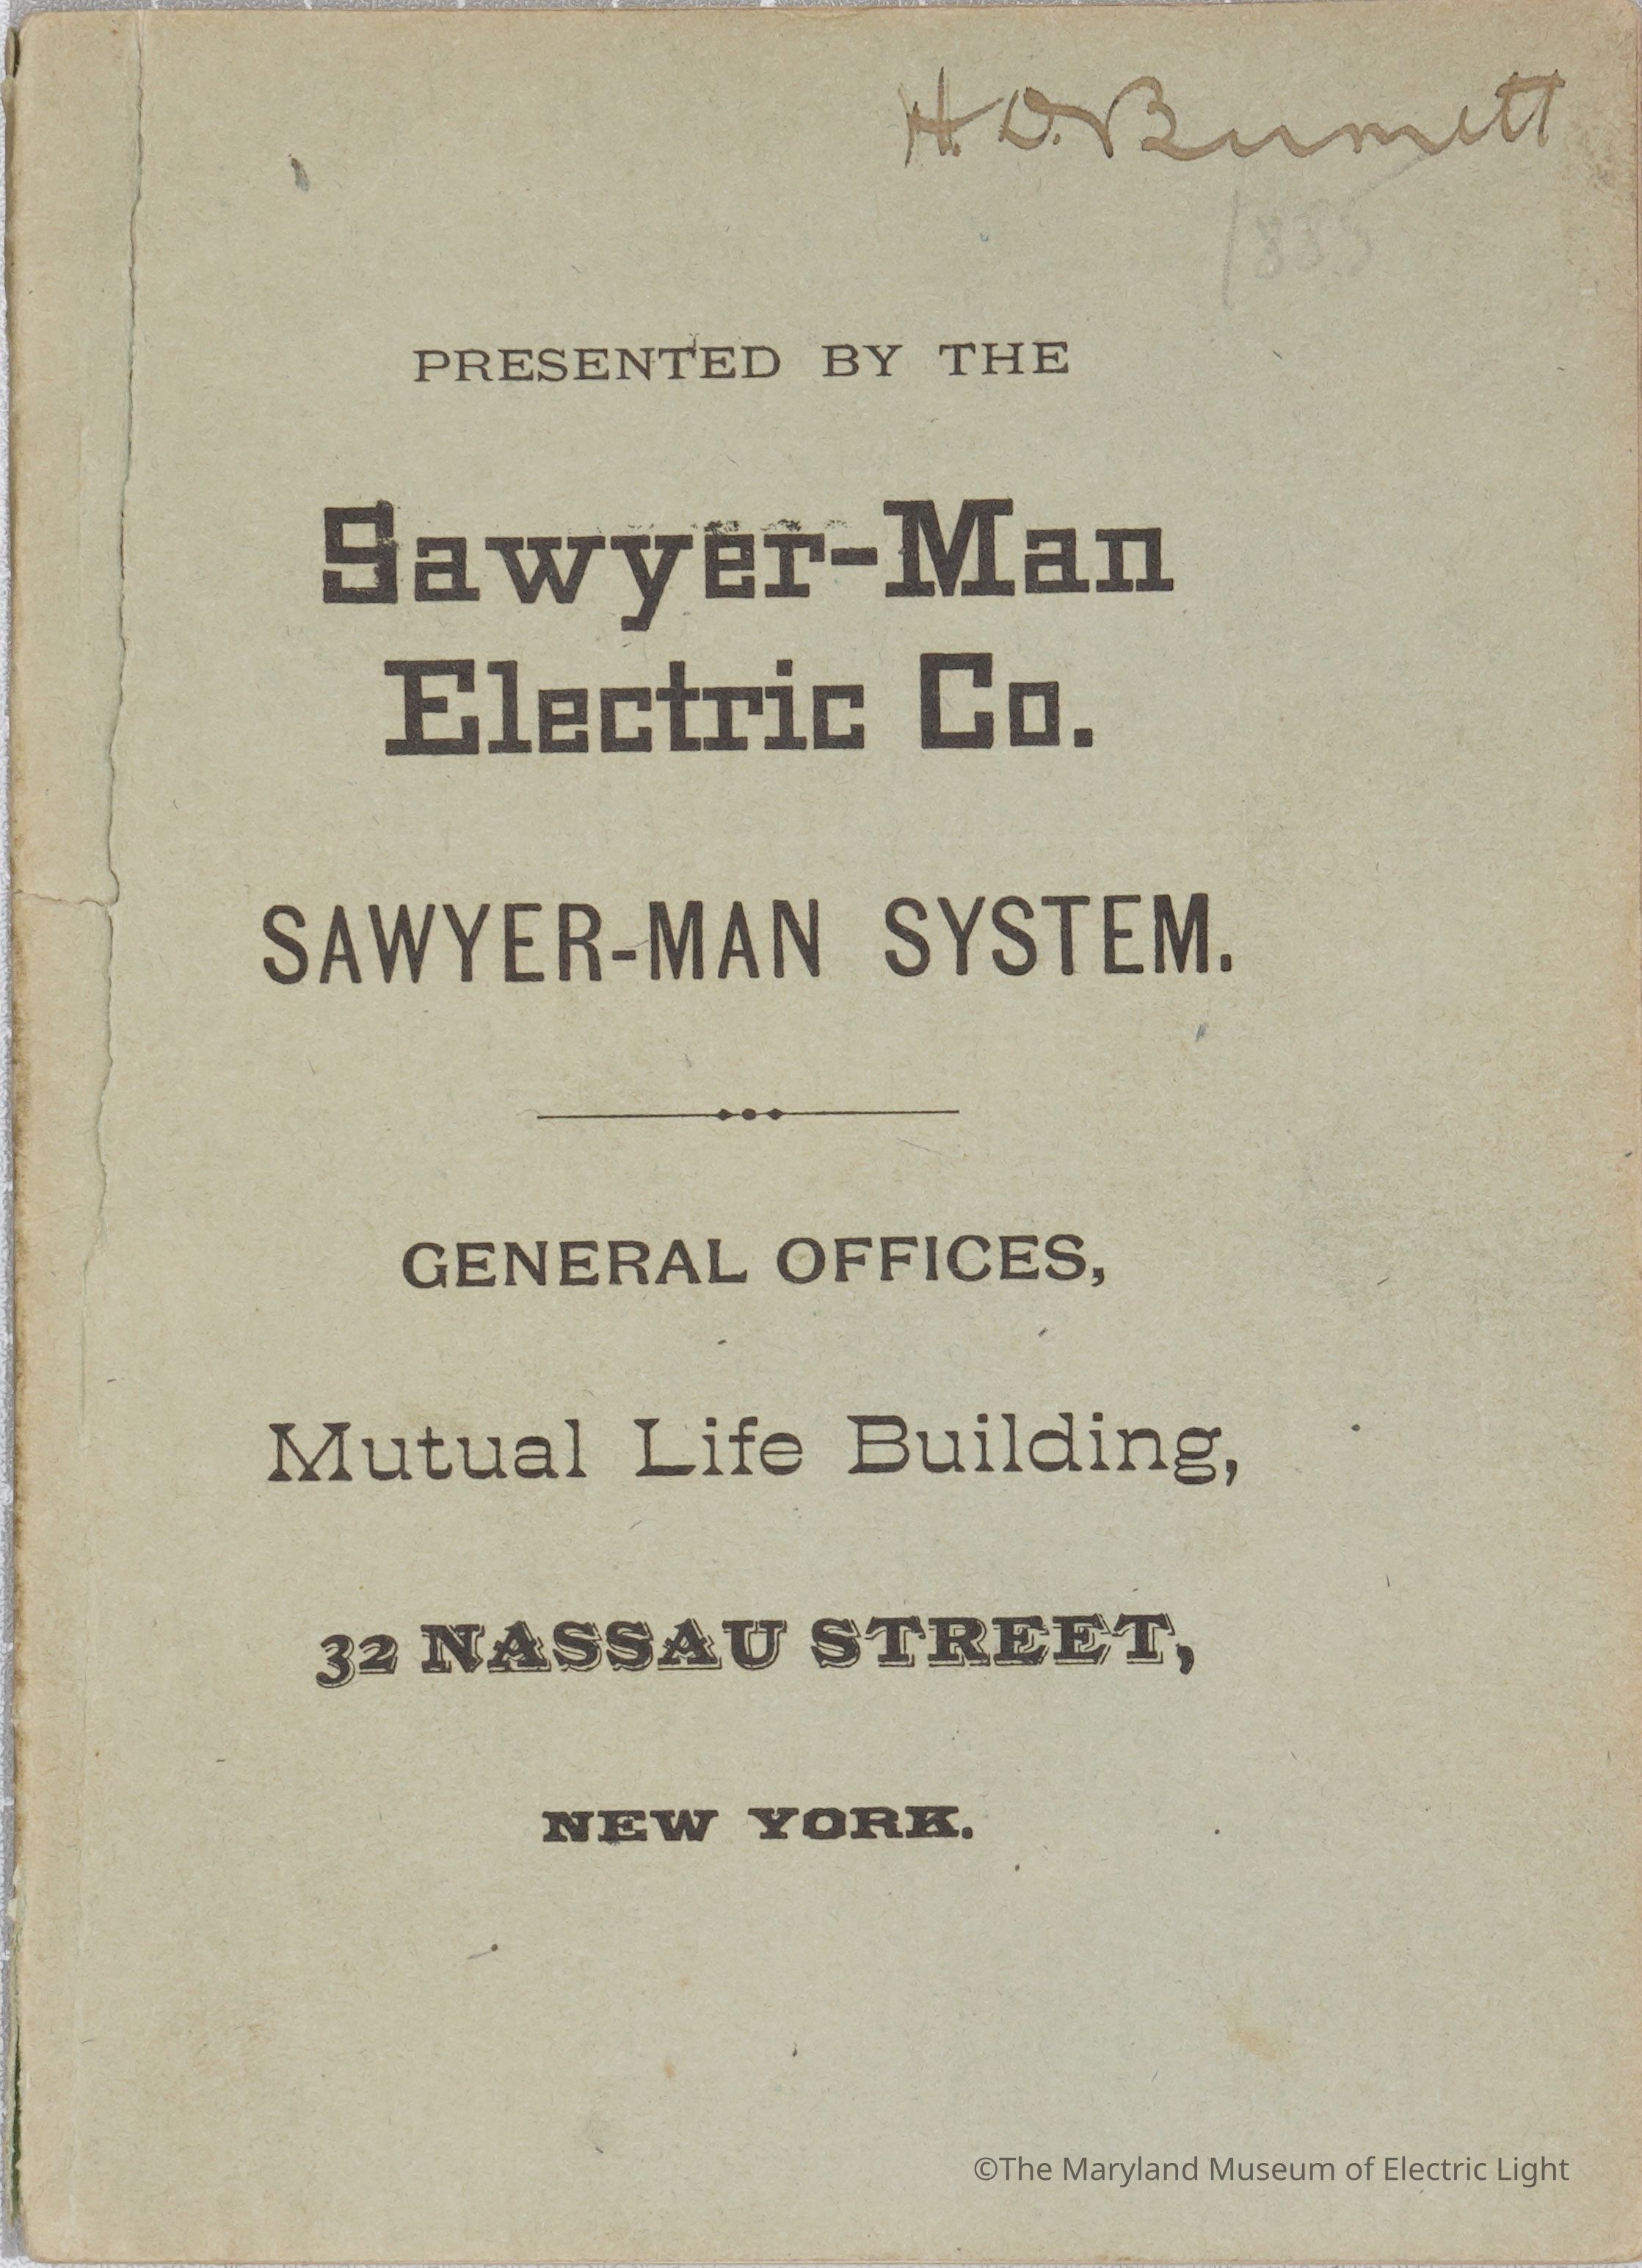 H. D. Burnett
1885
PRESENTED BY THE
Sawyer-Man
Electric Co.
SAWYER-MAN SYSTEM.
GENERAL OFFICES,
Mutual Life Building,
32 NASSAU STREET,
NEW YORK.
©The Maryland Museum of Electric Light